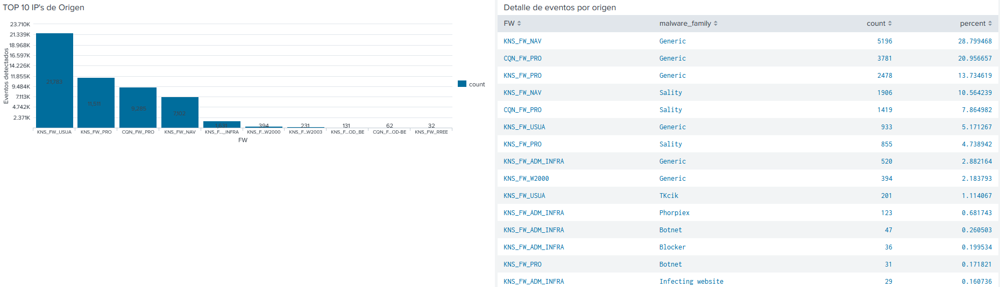 TOP 10 IP's de Origen
Eventos detectados
23.710K
21.339K
18.968K
16.597K
14.226K
11.855K
9.484K
7.113K
4.742K
2.371K
21,783
11,511
9,285
7,102
394
231
131
62
32
KNS_FW_USUA
KNS_FW_PRO
CQN_FW_PRO
KNS_FW_NAV
KNS_F..._INFRA
KNS_F...W2000
KNS_F...W2003
KNS_F...OD_BE
CQN_F...OD-BE
KNS_FW_RREE
FW
count
Detalle de eventos por origen
FW malware_family count percent
KNS_FW_NAV Generic 5196 28.799468
CQN_FW_PRO Generic 3781 20.956657
KNS_FW_PRO Generic 2478 13.734619
KNS_FW_NAV Sality 1906 10.564239
CQN_FW_PRO Sality 1419 7.864982
KNS_FW_USUA Generic 933 5.171267
KNS_FW_PRO Sality 855 4.738942
KNS_FW_ADM_INFRA Generic 520 2.882164
KNS_FW_W2000 Generic 394 2.183793
KNS_FW_USUA TKcik 201 1.114067
KNS_FW_ADM_INFRA Phorpiex 123 0.681743
KNS_FW_ADM_INFRA Botnet 47 0.260503
KNS_FW_ADM_INFRA Blocker 36 0.199534
KNS_FW_PRO Botnet 31 0.171821
KNS_FW_ADM_INFRA Infecting website 29 0.160736